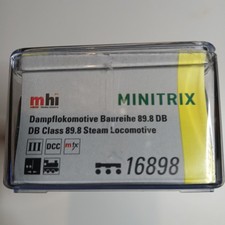 mhi
MINITRIX
Dampflokomotive Baureihe 89.8 DB
DB Class 89.8 Steam Locomotive
III DCC mfx
16898